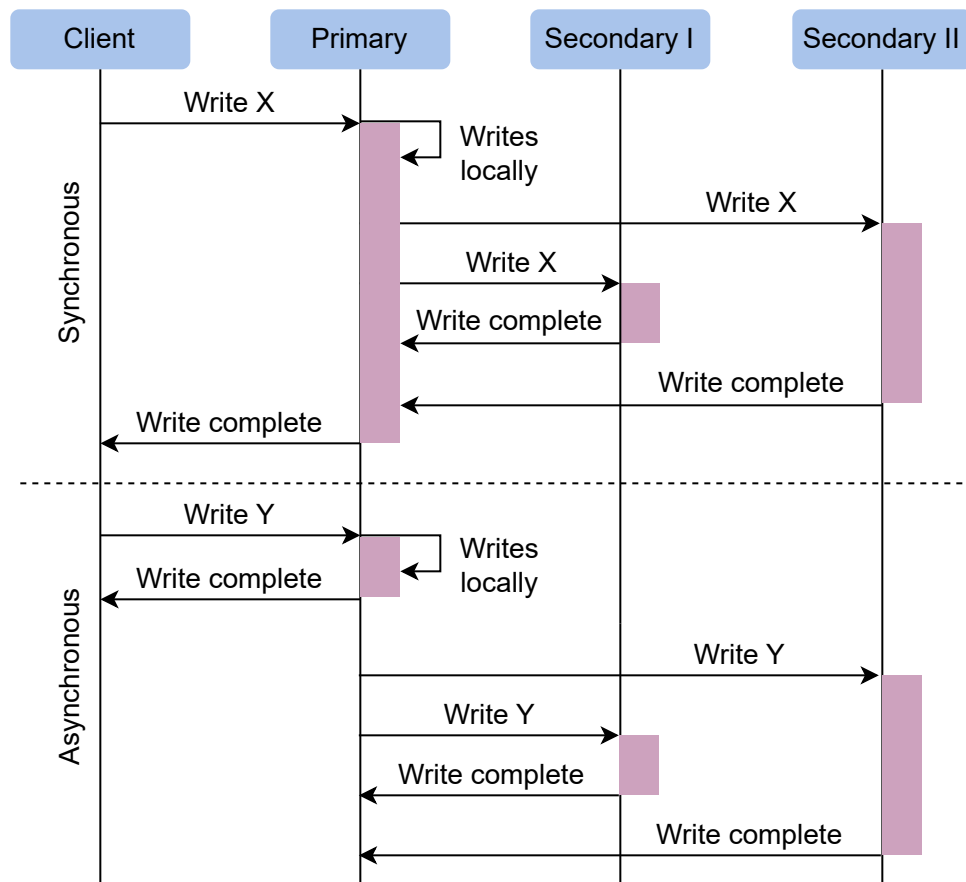 Client
Primary
Secondary I
Secondary II
Synchronous
Write X
Writes
locally
Write X
Write X
Write complete
Write complete
Write complete
Asynchronous
Write Y
Writes
locally
Write complete
Write Y
Write Y
Write complete
Write complete